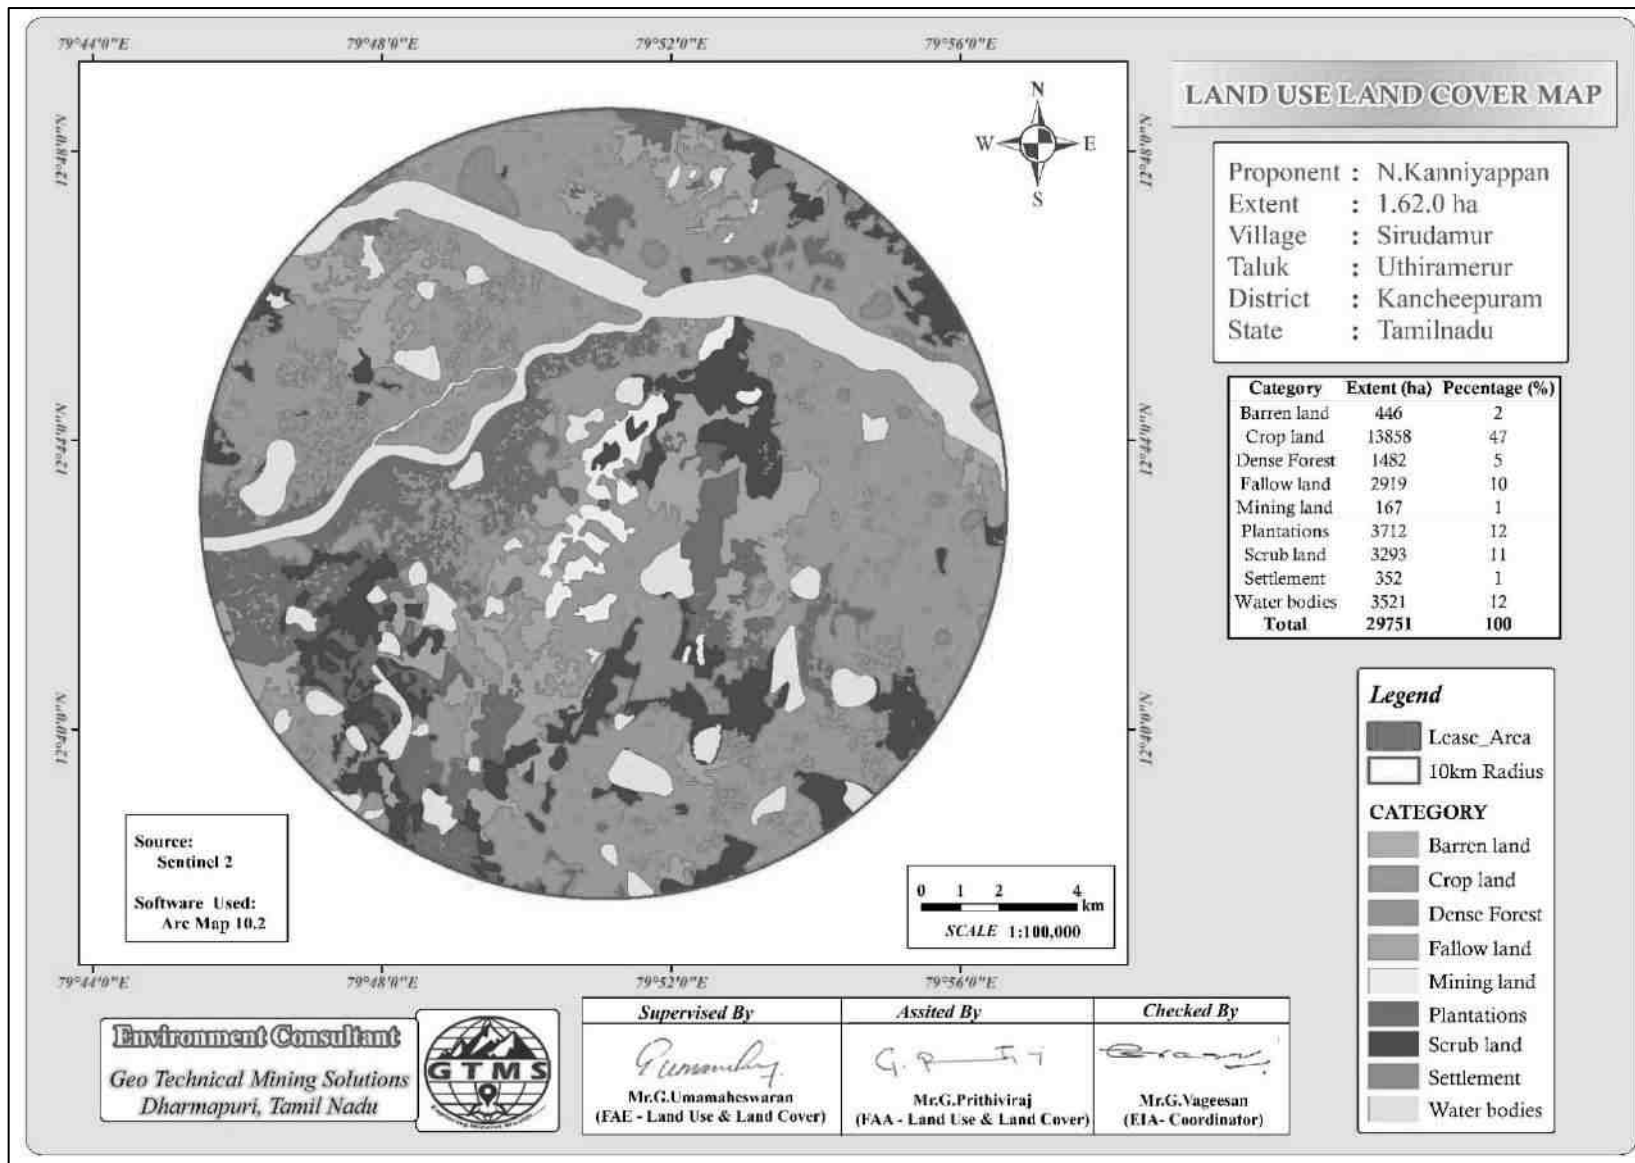 79°44'0"E 79°48'0"E 79°52'0"E 79°56'0"E
12°48'0"N 12°48'0"N
12°44'0"N 12°44'0"N
12°40'0"N 12°40'0"N
N
W E
S
Source:
Sentinel 2
Software Used:
Arc Map 10.2
0 1 2 4
km
SCALE 1:100,000
79°44'0"E 79°48'0"E 79°52'0"E 79°56'0"E
LAND USE LAND COVER MAP
Proponent : N.Kanniyappan
Extent : 1.62.0 ha
Village : Sirudamur
Taluk : Uthiramerur
District : Kancheepuram
State : Tamilnadu
Category Extent (ha) Pecentage (%)
Barren land 446 2
Crop land 13858 47
Dense Forest 1482 5
Fallow land 2919 10
Mining land 167 1
Plantations 3712 12
Scrub land 3293 11
Settlement 352 1
Water bodies 3521 12
Total 29751 100
Legend
Lease_Area
10km Radius
CATEGORY
Barren land
Crop land
Dense Forest
Fallow land
Mining land
Plantations
Scrub land
Settlement
Water bodies
Environment Consultant
Geo Technical Mining Solutions
Dharmapuri, Tamil Nadu
GTMS
Supervised By Assited By Checked By
Mr.G.Umamaheswaran
(FAE - Land Use & Land Cover)
Mr.G.Prithiviraj
(FAA - Land Use & Land Cover)
Mr.G.Vageesan
(EIA- Coordinator)